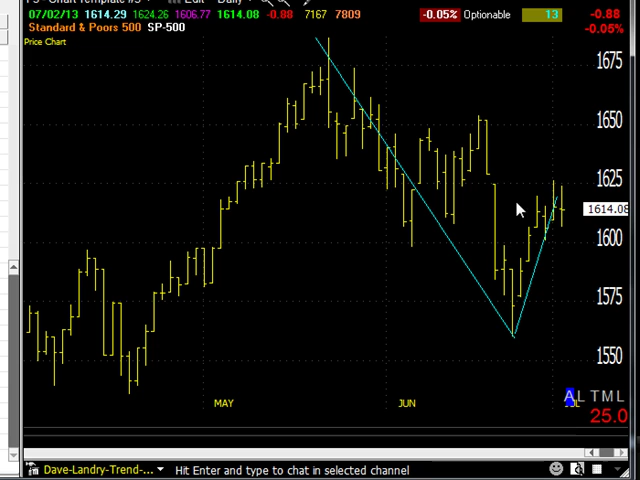 Edit Daily
07/02/13 1614.29 1624.26 1606.77 1614.08 -0.88 7167 7809 -0.05% Optionable 13 -0.88
-0.05%
Standard & Poors 500 SP-500
Price Chart
1675
1650
1625
1614.08
1600
1575
1550
MAY JUN
A L T M L
25.0
Dave-Landry-Trend-... Hit Enter and type to chat in selected channel